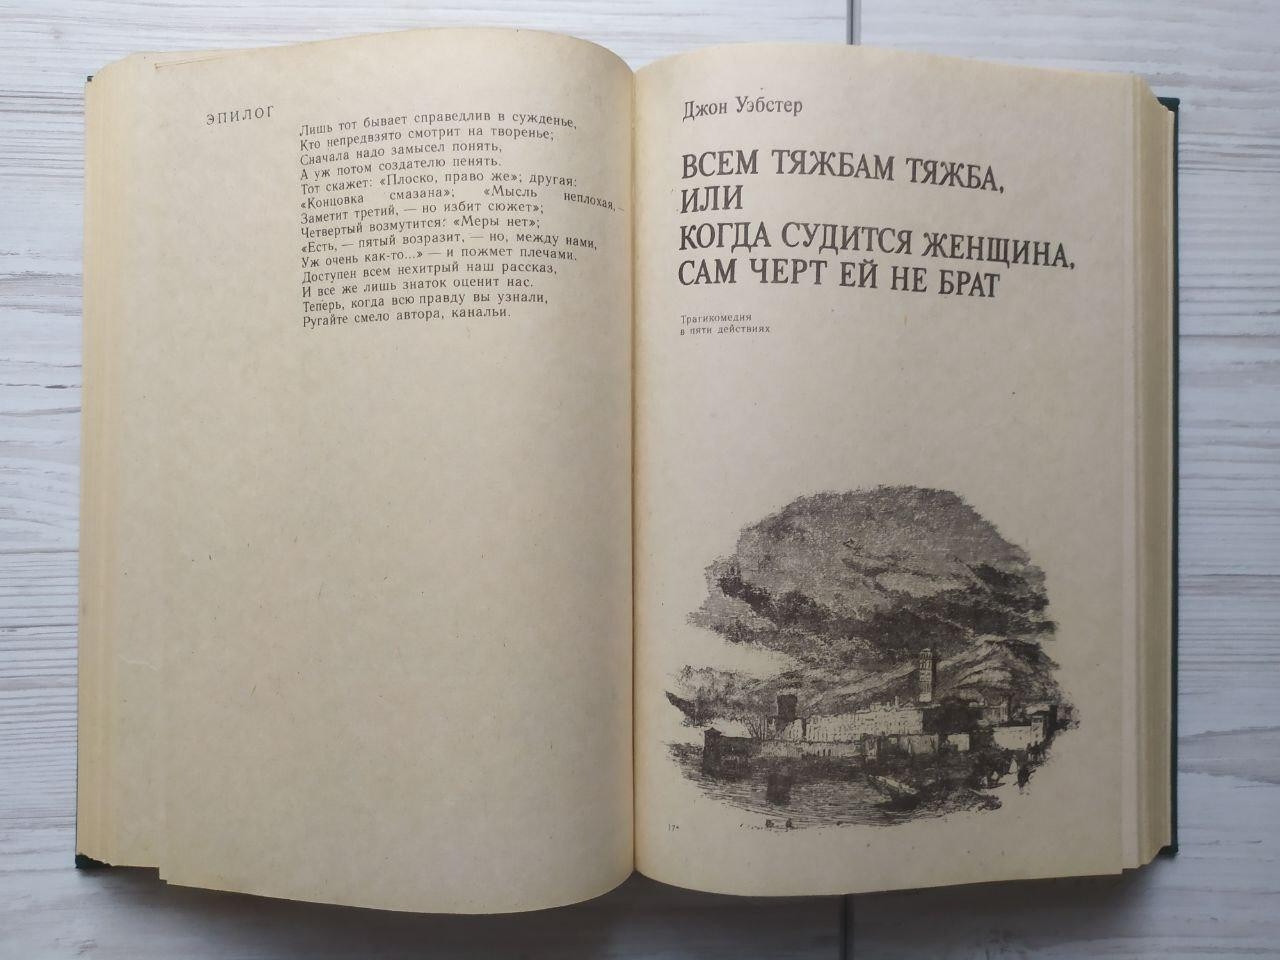 ЭПИЛОГ
Лишь тот бывает справедлив в сужденье,
Кто непредвзято смотрит на творенье;
Сначала надо замысел понять,
А уж потом создателю пенять.
Тот скажет: «Плоско, право же»; другая:
«Концовка смазана»; «Мысль неплохая,—
Заметит третий, — но избит сюжет»;
Четвертый возмутится: «Меры нет»;
«Есть, — пятый возразит, — но, между нами,
Уж очень как-то...» — и пожмет плечами.
Доступен всем нехитрый наш рассказ,
И все же лишь знаток оценит нас.
Теперь, когда всю правду вы узнали,
Ругайте смело автора, канальи.
Джон Уэбстер
ВСЕМ ТЯЖБАМ ТЯЖБА,
ИЛИ
КОГДА СУДИТСЯ ЖЕНЩИНА,
САМ ЧЕРТ ЕЙ НЕ БРАТ
Трагикомедия
в пяти действиях
17*